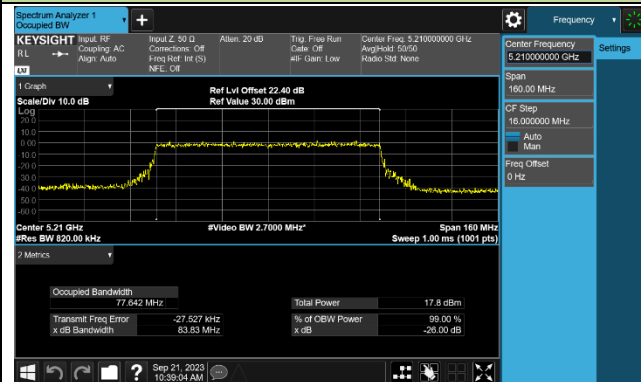 Spectrum Analyzer 1
Occupied BW
Frequency
KEYSIGHT
RL
LXI
Input: RF
Coupling: AC
Align: Auto
Input Z: 50 Ω
Corrections: Off
Freq Ref: Int (S)
NFE: Off
Atten: 20 dB
Trig: Free Run
Gate: Off
#IF Gain: Low
Center Freq: 5.210000000 GHz
Avg|Hold: 50/50
Radio Std: None
Center Frequency
5.210000000 GHz
Settings
Span
160.00 MHz
CF Step
16.000000 MHz
Auto
Man
Freq Offset
0 Hz
1 Graph
Scale/Div 10.0 dB
Ref Lvl Offset 22.40 dB
Ref Value 30.00 dBm
Log
20.0
10.0
0.00
-10.0
-20.0
-30.0
-40.0
-50.0
-60.0
Center 5.21 GHz
#Res BW 820.00 kHz
#Video BW 2.7000 MHz*
Span 160 MHz
Sweep 1.00 ms (1001 pts)
2 Metrics
Occupied Bandwidth
77.642 MHz
Total Power 17.8 dBm
Transmit Freq Error -27.527 kHz
% of OBW Power 99.00 %
x dB Bandwidth 83.83 MHz
x dB -26.00 dB
?
Sep 21, 2023
10:39:04 AM